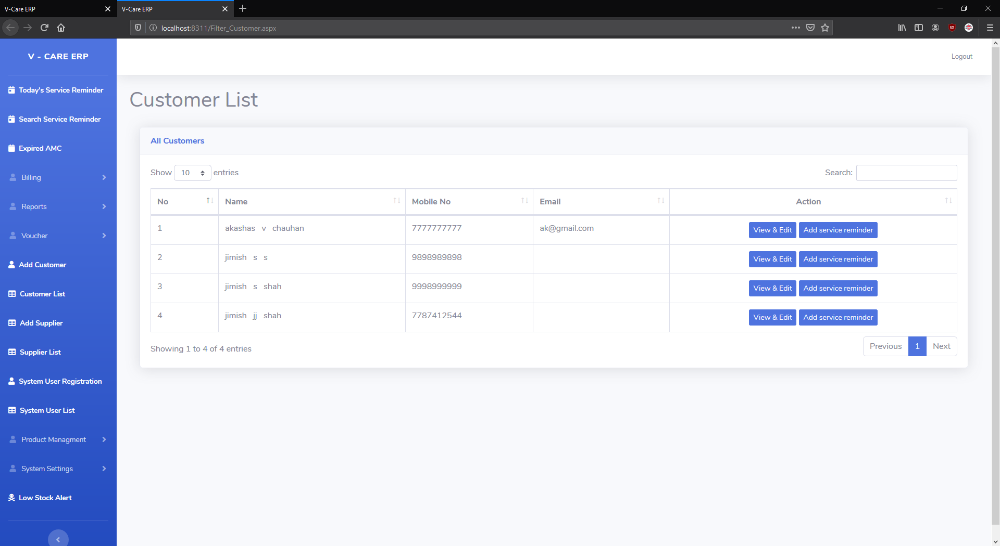 V-Care ERP
V-Care ERP
localhost:8311/Filter_Customer.aspx
V - CARE ERP
Logout
Today's Service Reminder
Search Service Reminder
Expired AMC
Billing
Reports
Voucher
Add Customer
Customer List
Add Supplier
Supplier List
System User Registration
System User List
Product Managment
System Settings
Low Stock Alert
Customer List
All Customers
Show 10 entries
Search:
No Name Mobile No Email Action
1 akashas v chauhan 7777777777 ak@gmail.com View & Edit Add service reminder
2 jimish s s 9898989898 View & Edit Add service reminder
3 jimish s shah 9998999999 View & Edit Add service reminder
4 jimish jj shah 7787412544 View & Edit Add service reminder
Showing 1 to 4 of 4 entries
Previous 1 Next